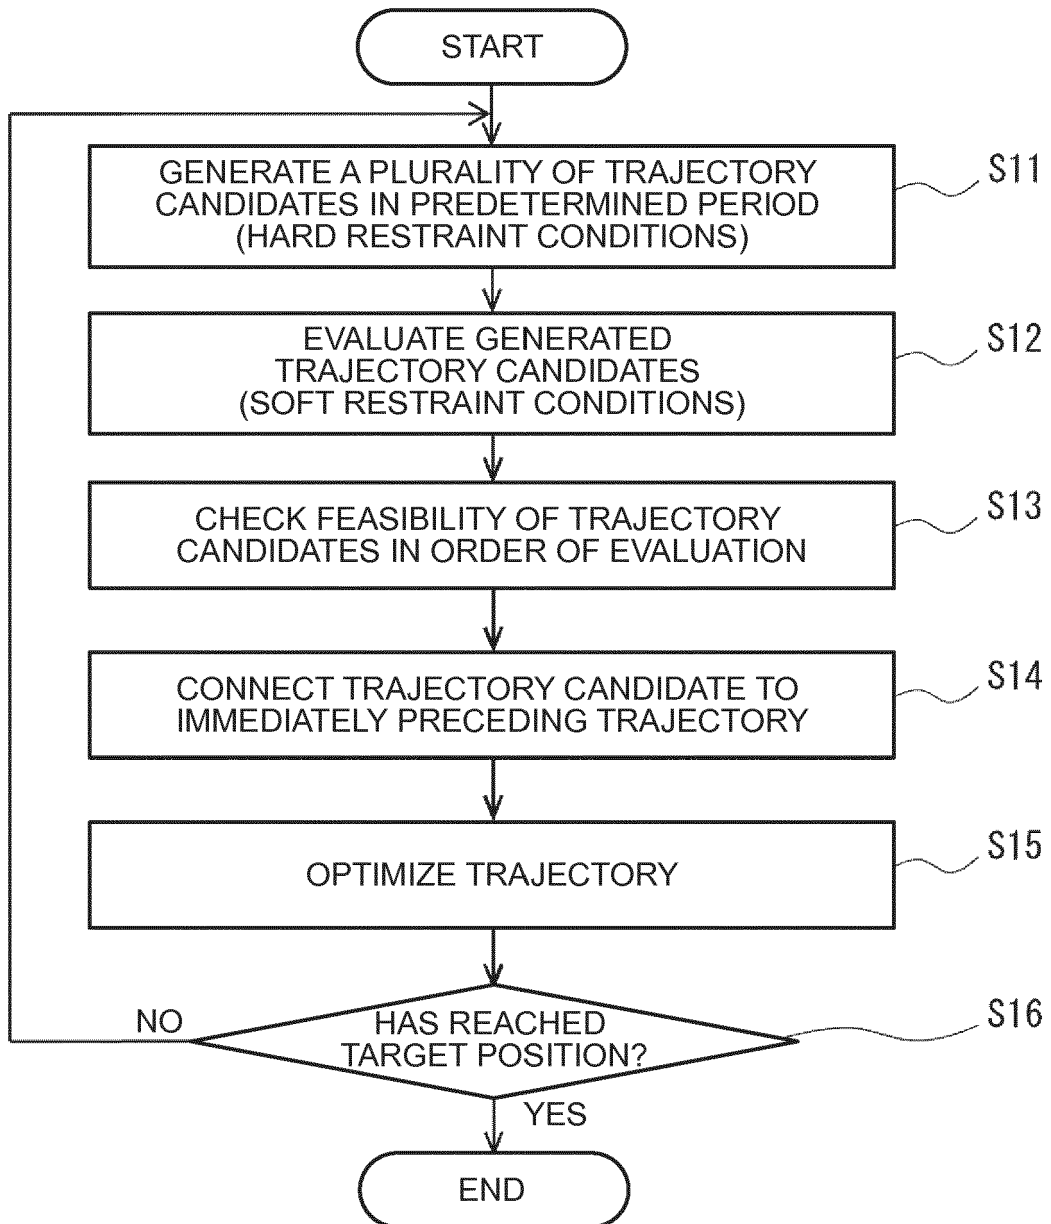 START
GENERATE A PLURALITY OF TRAJECTORY
CANDIDATES IN PREDETERMINED PERIOD
(HARD RESTRAINT CONDITIONS)
S11
EVALUATE GENERATED
TRAJECTORY CANDIDATES
(SOFT RESTRAINT CONDITIONS)
S12
CHECK FEASIBILITY OF TRAJECTORY
CANDIDATES IN ORDER OF EVALUATION
S13
CONNECT TRAJECTORY CANDIDATE TO
IMMEDIATELY PRECEDING TRAJECTORY
S14
OPTIMIZE TRAJECTORY
S15
HAS REACHED
TARGET POSITION?
S16
NO
YES
END